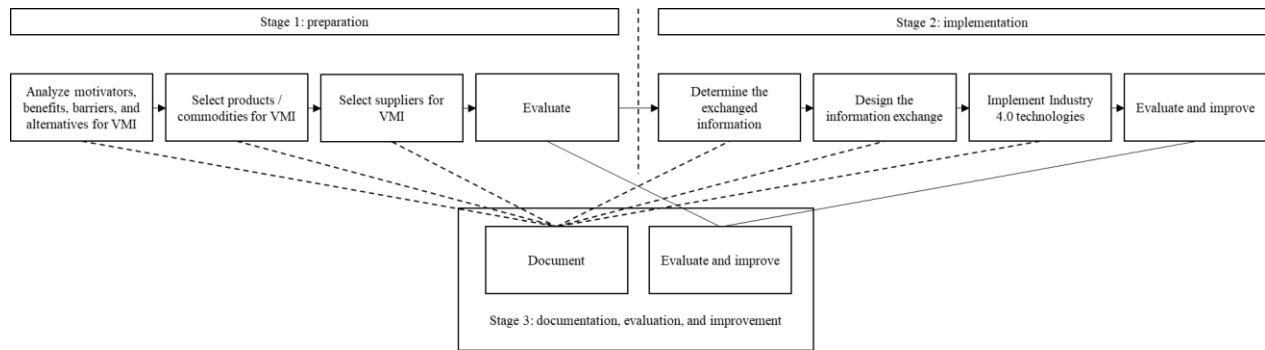 Stage 1: preparation
Stage 2: implementation
Analyze motivators,
benefits, barriers, and
alternatives for VMI
Select products /
commodities for VMI
Select suppliers for
VMI
Evaluate
Determine the
exchanged
information
Design the
information exchange
Implement Industry
4.0 technologies
Evaluate and improve
Document
Evaluate and improve
Stage 3: documentation, evaluation, and improvement